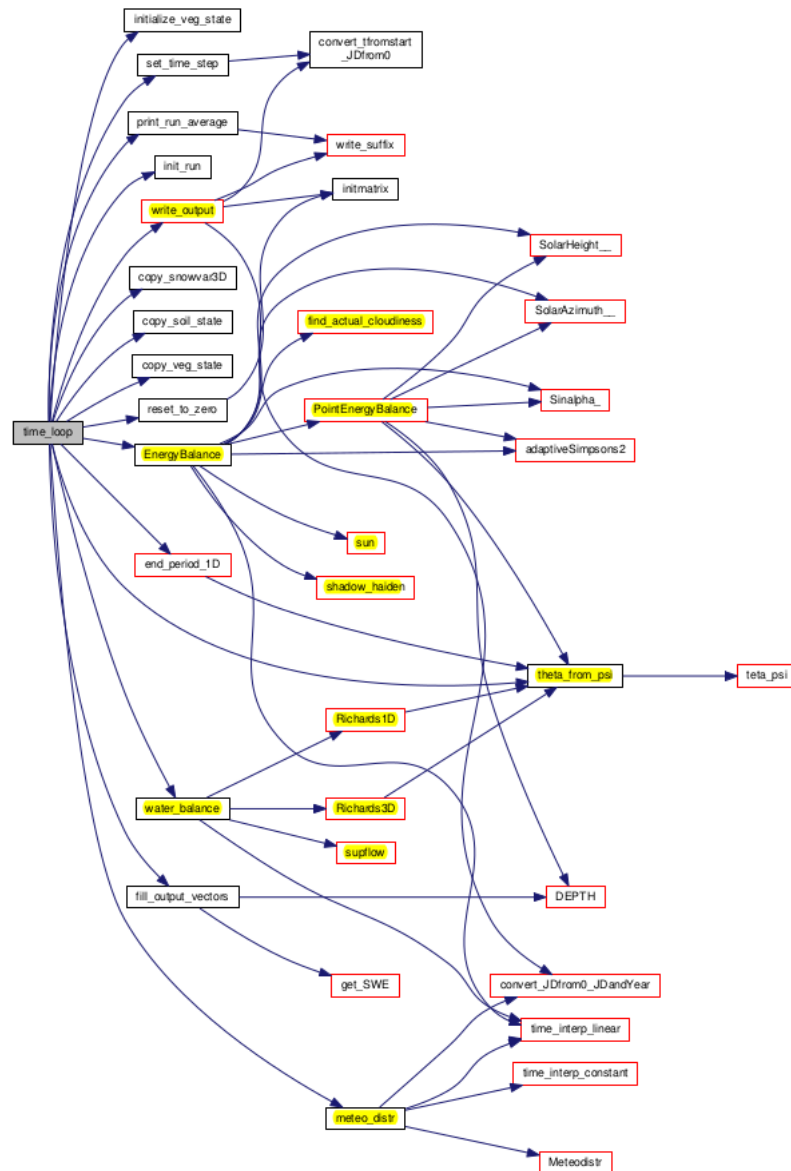 initialize_veg_state
convert_tfromstart
_JDfrom0
set_time_step
print_run_average
write_suffix
init_run
initmatrix
write_output
SolarHeight__
copy_snowvar3D
SolarAzimuth__
copy_soil_state
find_actual_cloudiness
copy_veg_state
Sinalpha_
reset_to_zero
PointEnergyBalance
time_loop
EnergyBalance
adaptiveSimpsons2
sun
end_period_1D
shadow_haiden
theta_from_psi
teta_psi
Richards1D
water_balance
Richards3D
supflow
fill_output_vectors
DEPTH
get_SWE
convert_JDfrom0_JDandYear
time_interp_linear
time_interp_constant
meteo_distr
Meteodistr